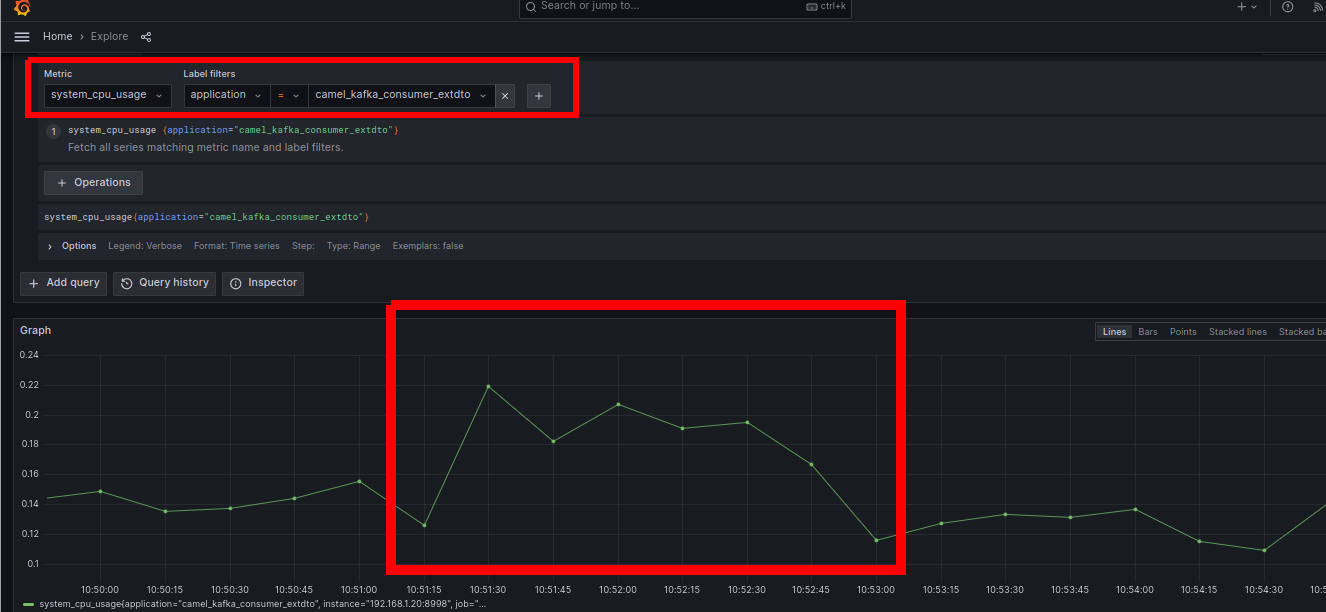 Search or jump to... ctrl+k
Home › Explore
Metric Label filters
system_cpu_usage application = camel_kafka_consumer_extdto
1 system_cpu_usage {application="camel_kafka_consumer_extdto"}
Fetch all series matching metric name and label filters.
+ Operations
system_cpu_usage{application="camel_kafka_consumer_extdto"}
› Options Legend: Verbose Format: Time series Step: Type: Range Exemplars: false
+ Add query Query history Inspector
Graph
Lines Bars Points Stacked lines Stacked ba
0.24
0.22
0.2
0.18
0.16
0.14
0.12
0.1
10:50:00 10:50:15 10:50:30 10:50:45 10:51:00 10:51:15 10:51:30 10:51:45 10:52:00 10:52:15 10:52:30 10:52:45 10:53:00 10:53:15 10:53:30 10:53:45 10:54:00 10:54:15 10:54:30 10:5
system_cpu_usage{application="camel_kafka_consumer_extdto", instance="192.168.1.20:8998", job="...